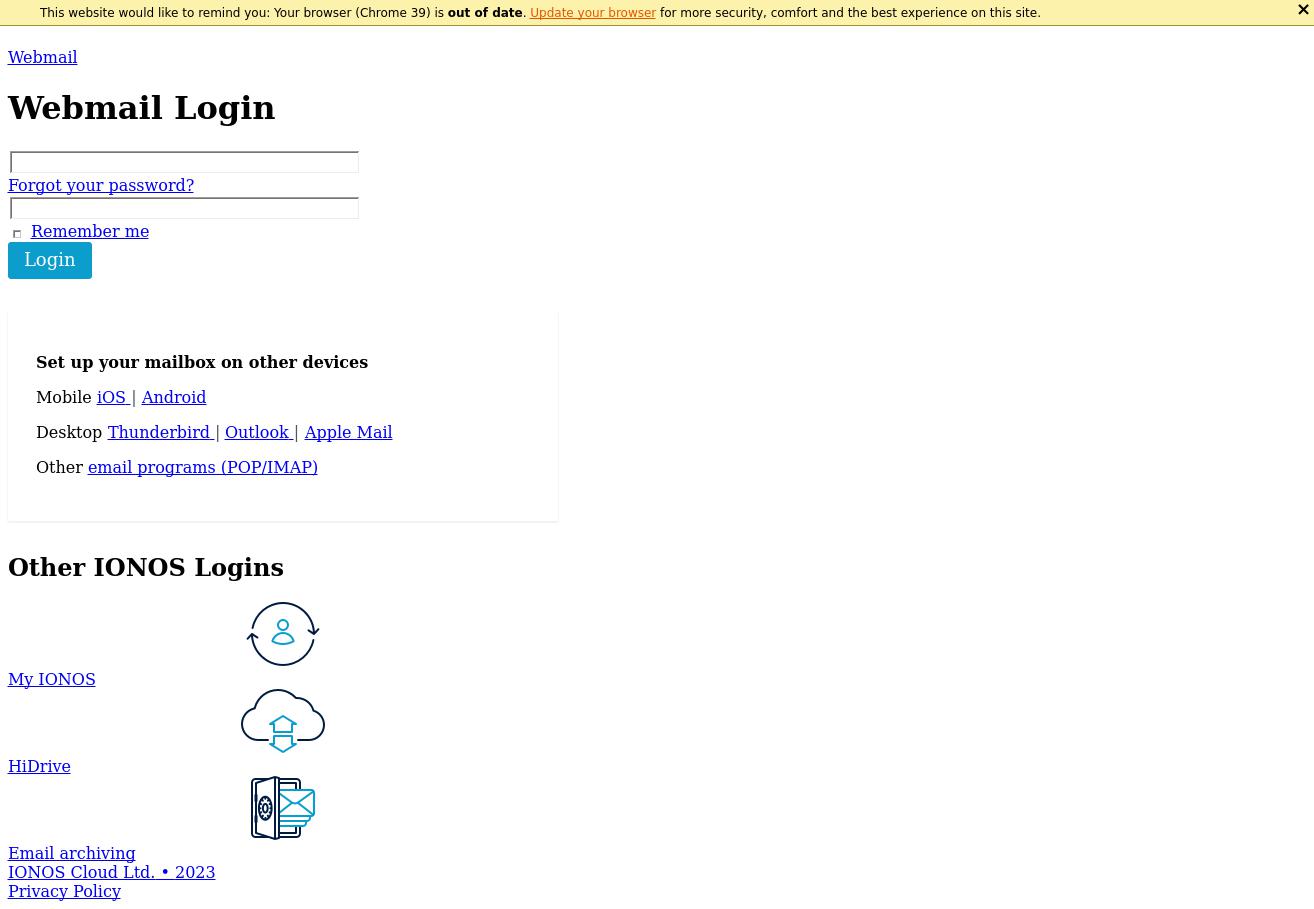 This website would like to remind you: Your browser (Chrome 39) is out of date. Update your browser for more security, comfort and the best experience on this site. ×
Webmail
Webmail Login
Forgot your password?
Remember me
Login
Set up your mailbox on other devices
Mobile iOS | Android
Desktop Thunderbird | Outlook | Apple Mail
Other email programs (POP/IMAP)
Other IONOS Logins
My IONOS
HiDrive
Email archiving
IONOS Cloud Ltd. • 2023
Privacy Policy